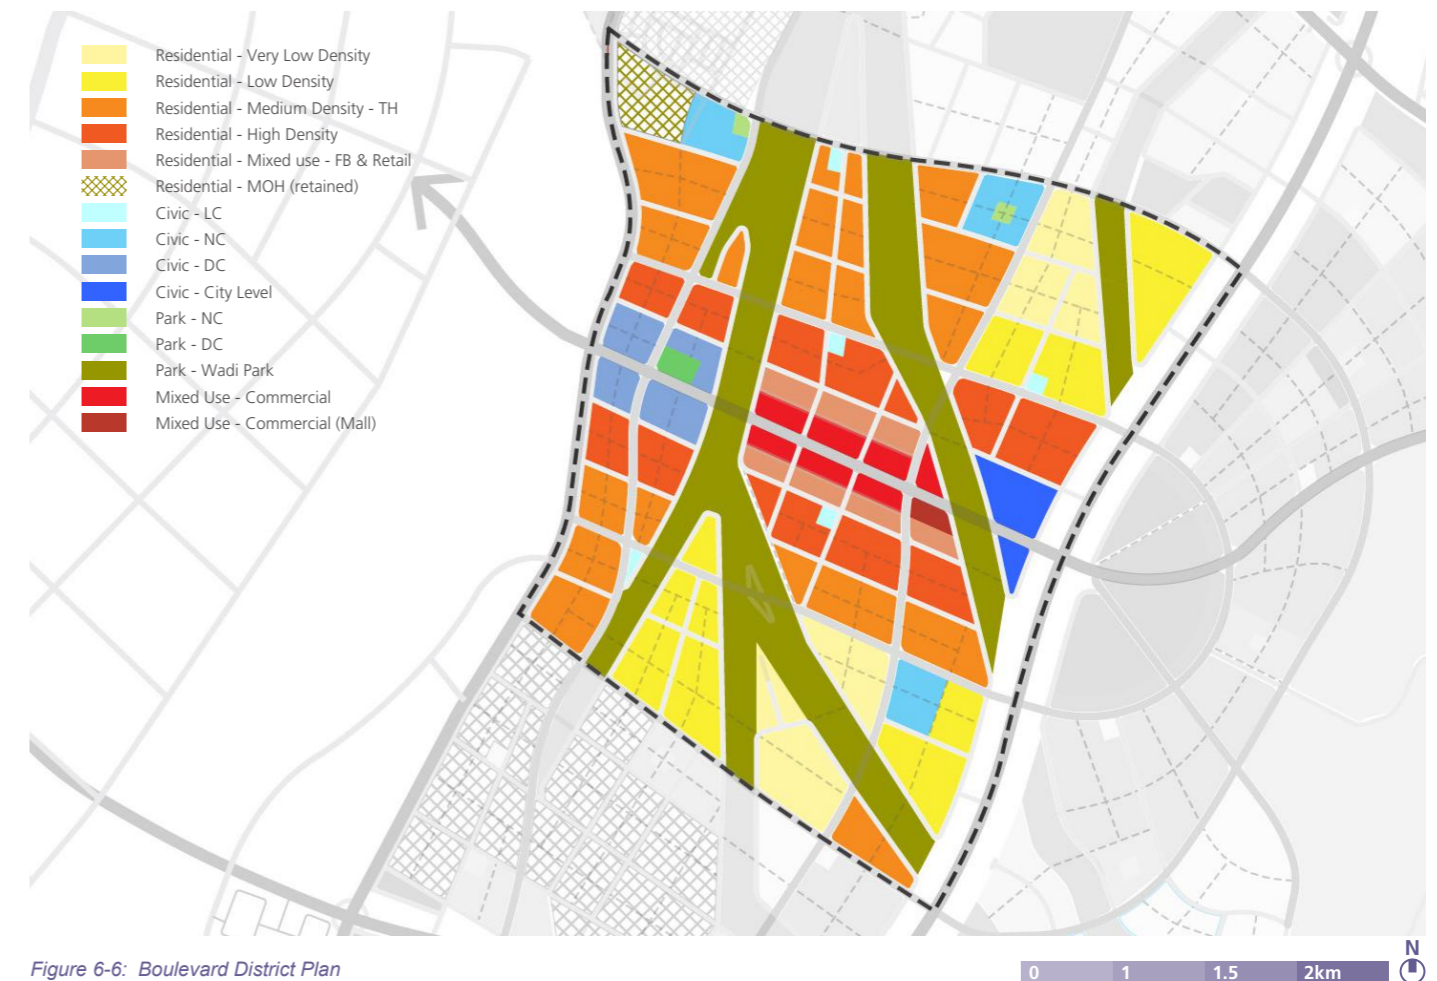 Residential - Very Low Density
Residential - Low Density
Residential - Medium Density - TH
Residential - High Density
Residential - Mixed use - FB & Retail
Residential - MOH (retained)
Civic - LC
Civic - NC
Civic - DC
Civic - City Level
Park - NC
Park - DC
Park - Wadi Park
Mixed Use - Commercial
Mixed Use - Commercial (Mall)
Figure 6-6: Boulevard District Plan
0 1 1.5 2km
N